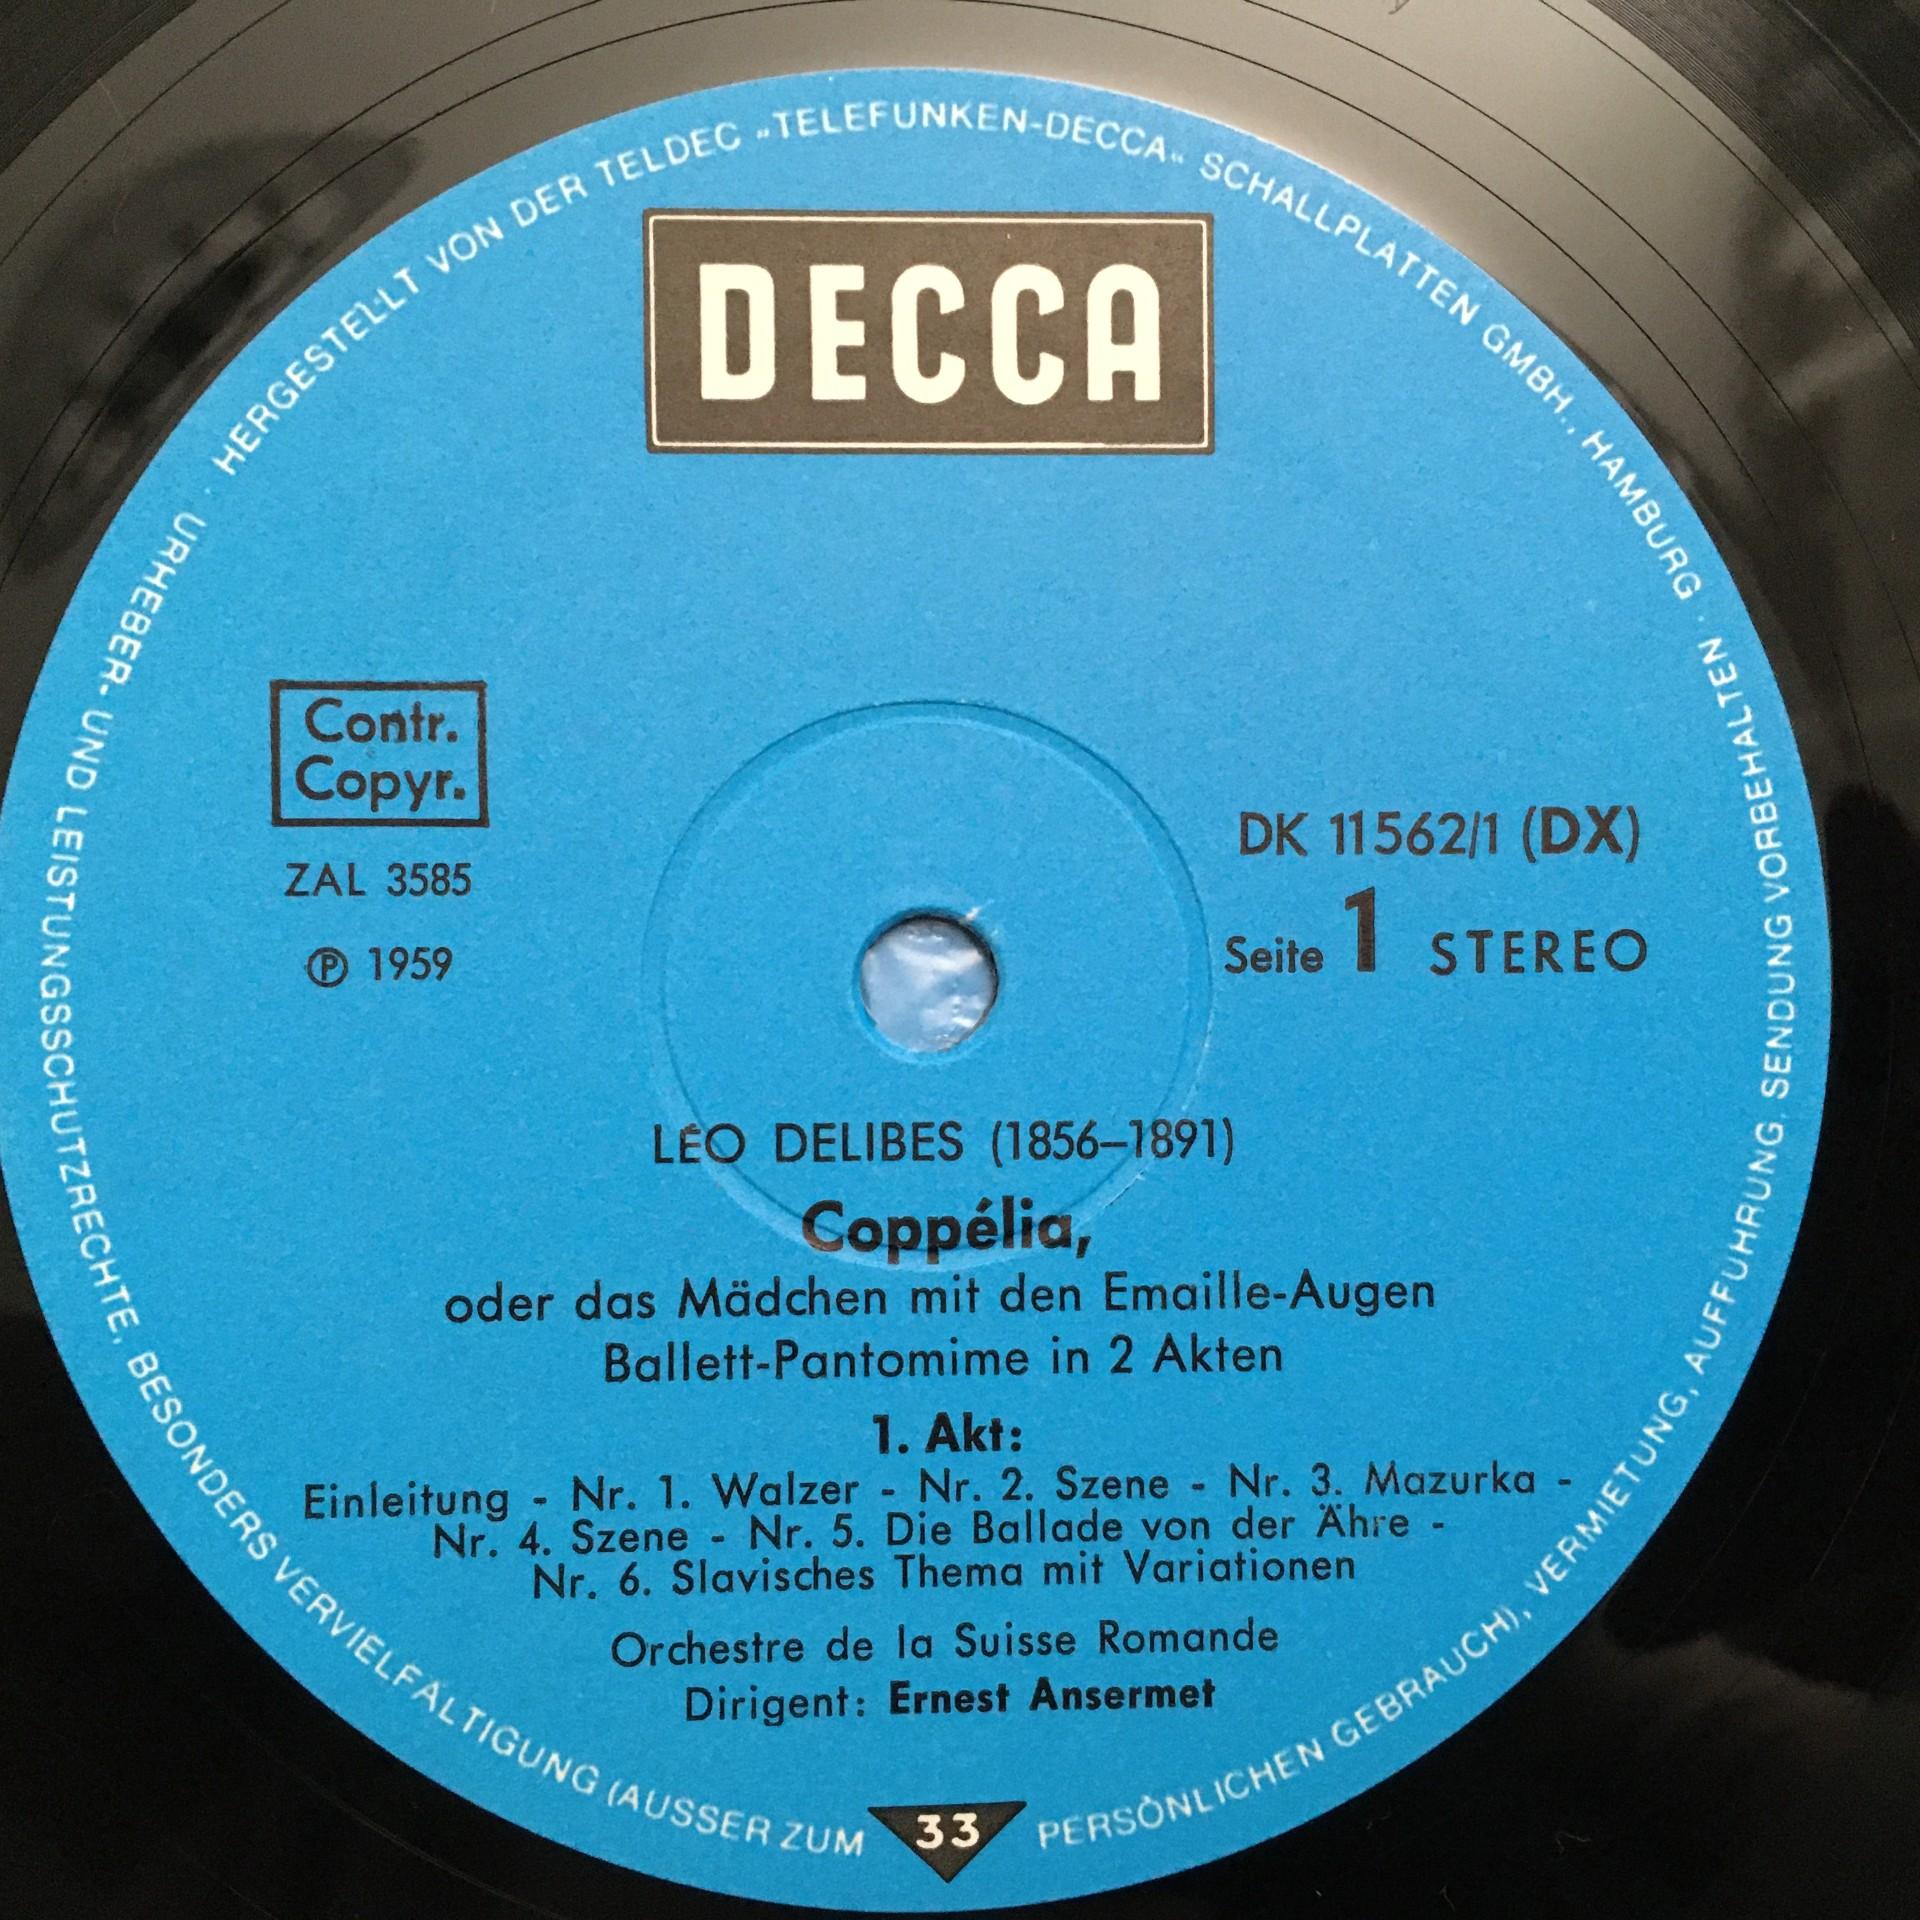 HERGESTELLT VON DER TELDEC „TELEFUNKEN-DECCA“ SCHALLPLATTEN GMBH., HAMBURG ·
URHEBER- UND LEISTUNGSSCHUTZRECHTE, BESONDERS VERVIELFÄLTIGUNG (AUSSER ZUM PERSÖNLICHEN GEBRAUCH), VERMIETUNG, AUFFÜHRUNG, SENDUNG VORBEHALTEN ·
DECCA
Contr.
Copyr.
ZAL 3585
℗ 1959
DK 11562/1 (DX)
Seite 1 STEREO
LÉO DELIBES (1856–1891)
Coppélia,
oder das Mädchen mit den Emaille-Augen
Ballett-Pantomime in 2 Akten
1. Akt:
Einleitung - Nr. 1. Walzer - Nr. 2. Szene - Nr. 3. Mazurka -
Nr. 4. Szene - Nr. 5. Die Ballade von der Ähre -
Nr. 6. Slavisches Thema mit Variationen
Orchestre de la Suisse Romande
Dirigent: Ernest Ansermet
33